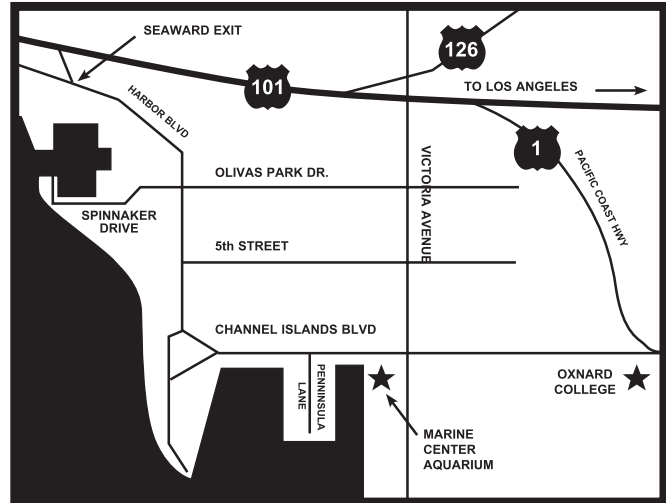 SEAWARD EXIT
126
101
TO LOS ANGELES
HARBOR BLVD
1
PACIFIC COAST HWY
VICTORIA AVENUE
OLIVAS PARK DR.
SPINNAKER
DRIVE
5th STREET
CHANNEL ISLANDS BLVD
PENNINSULA
LANE
OXNARD
COLLEGE
MARINE
CENTER
AQUARIUM